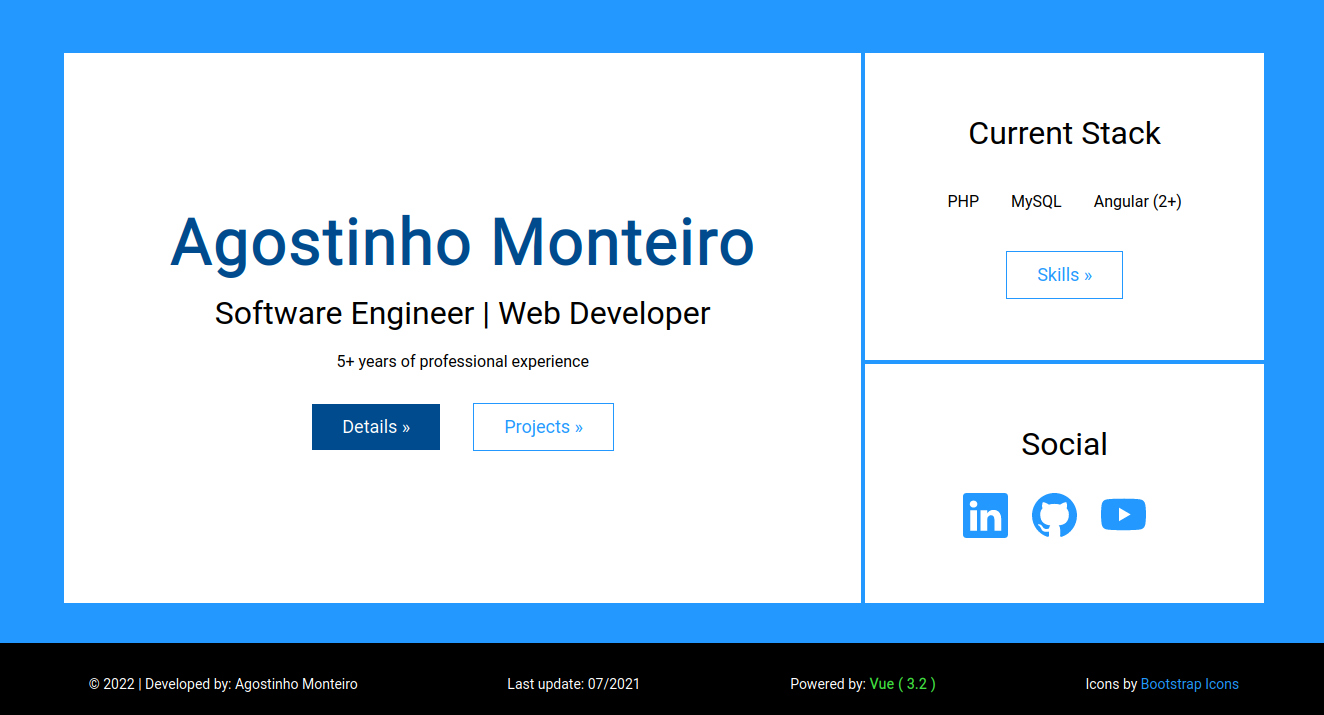 Agostinho Monteiro
Software Engineer | Web Developer
5+ years of professional experience
Details »
Projects »
Current Stack
PHP MySQL Angular (2+)
Skills »
Social
in
© 2022 | Developed by: Agostinho Monteiro
Last update: 07/2021
Powered by: Vue ( 3.2 )
Icons by Bootstrap Icons